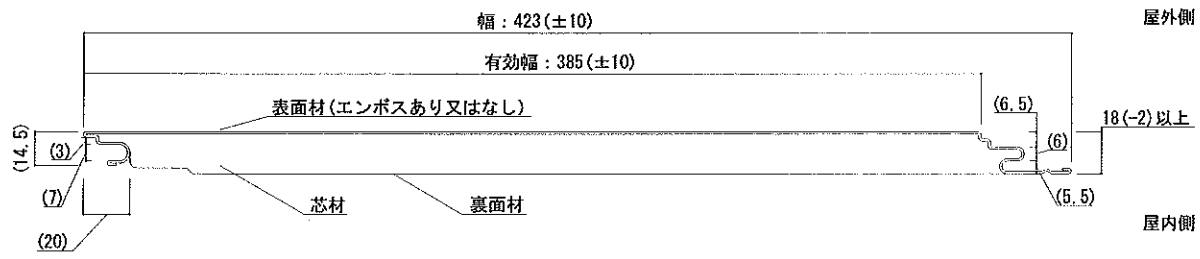 幅：423(±10)
屋外側
有効幅：385(±10)
表面材(エンボスあり又はなし)
(6.5)
18(-2)以上
(14.5)
(3)
(6)
(7)
(5.5)
芯材
裏面材
屋内側
(20)